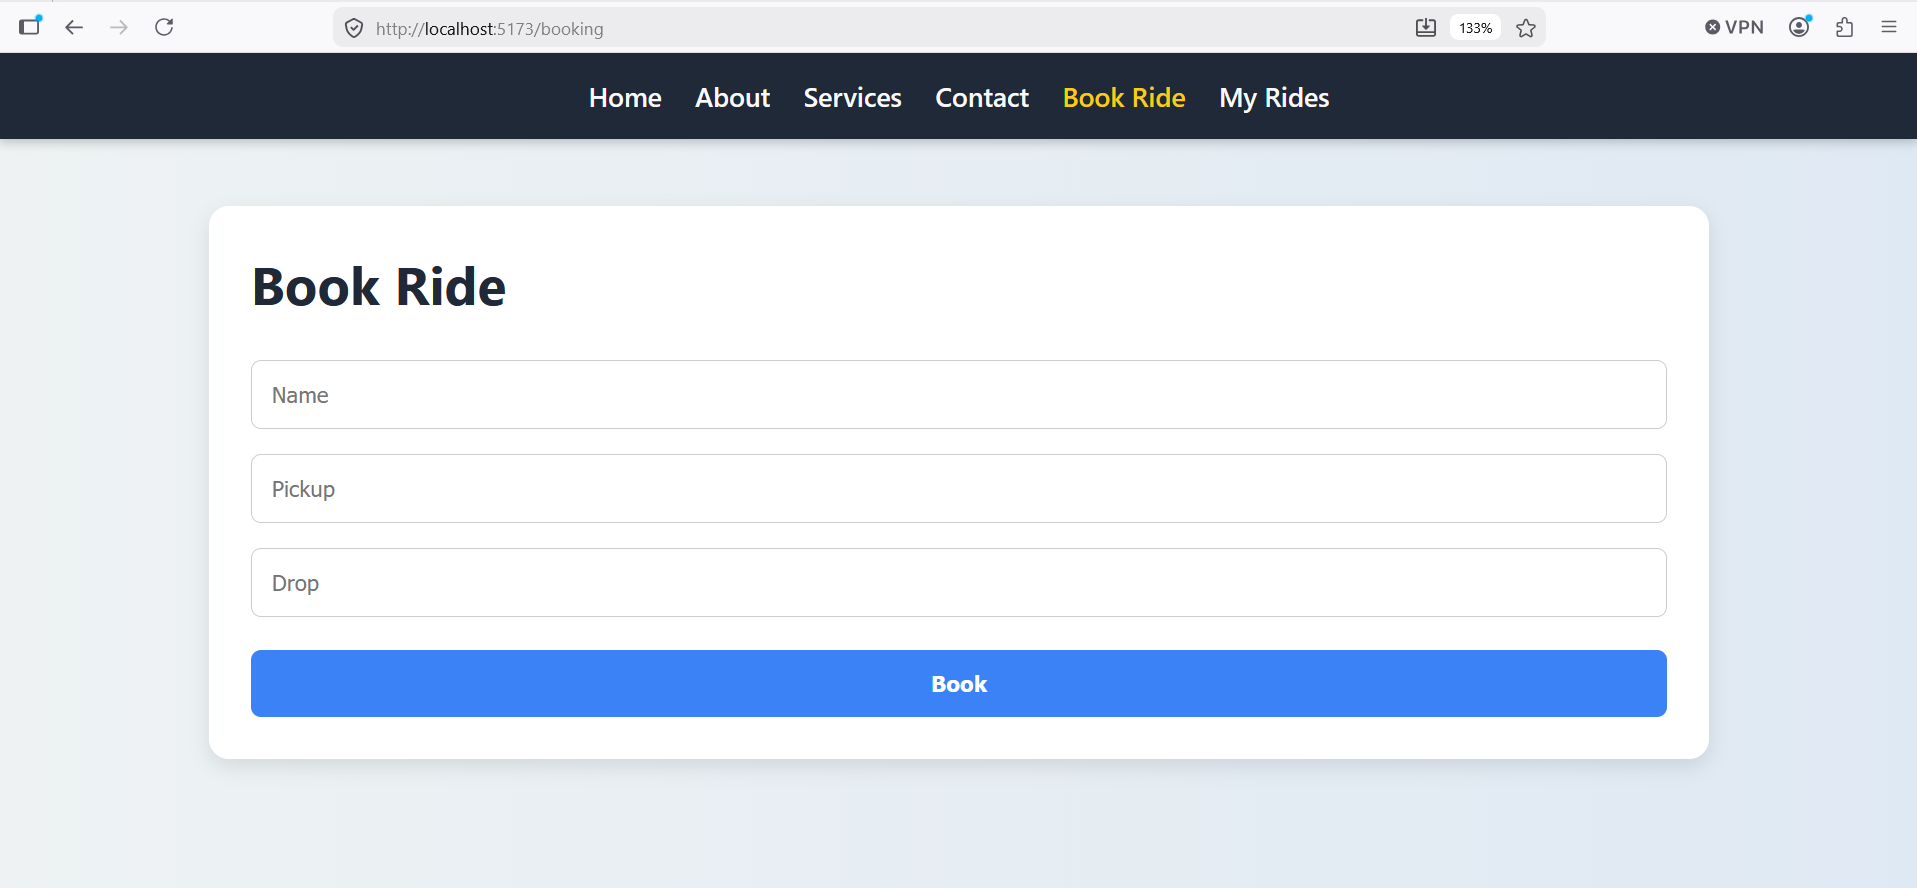 http://localhost:5173/booking 133% VPN
Home About Services Contact Book Ride My Rides
Book Ride
Name
Pickup
Drop
Book